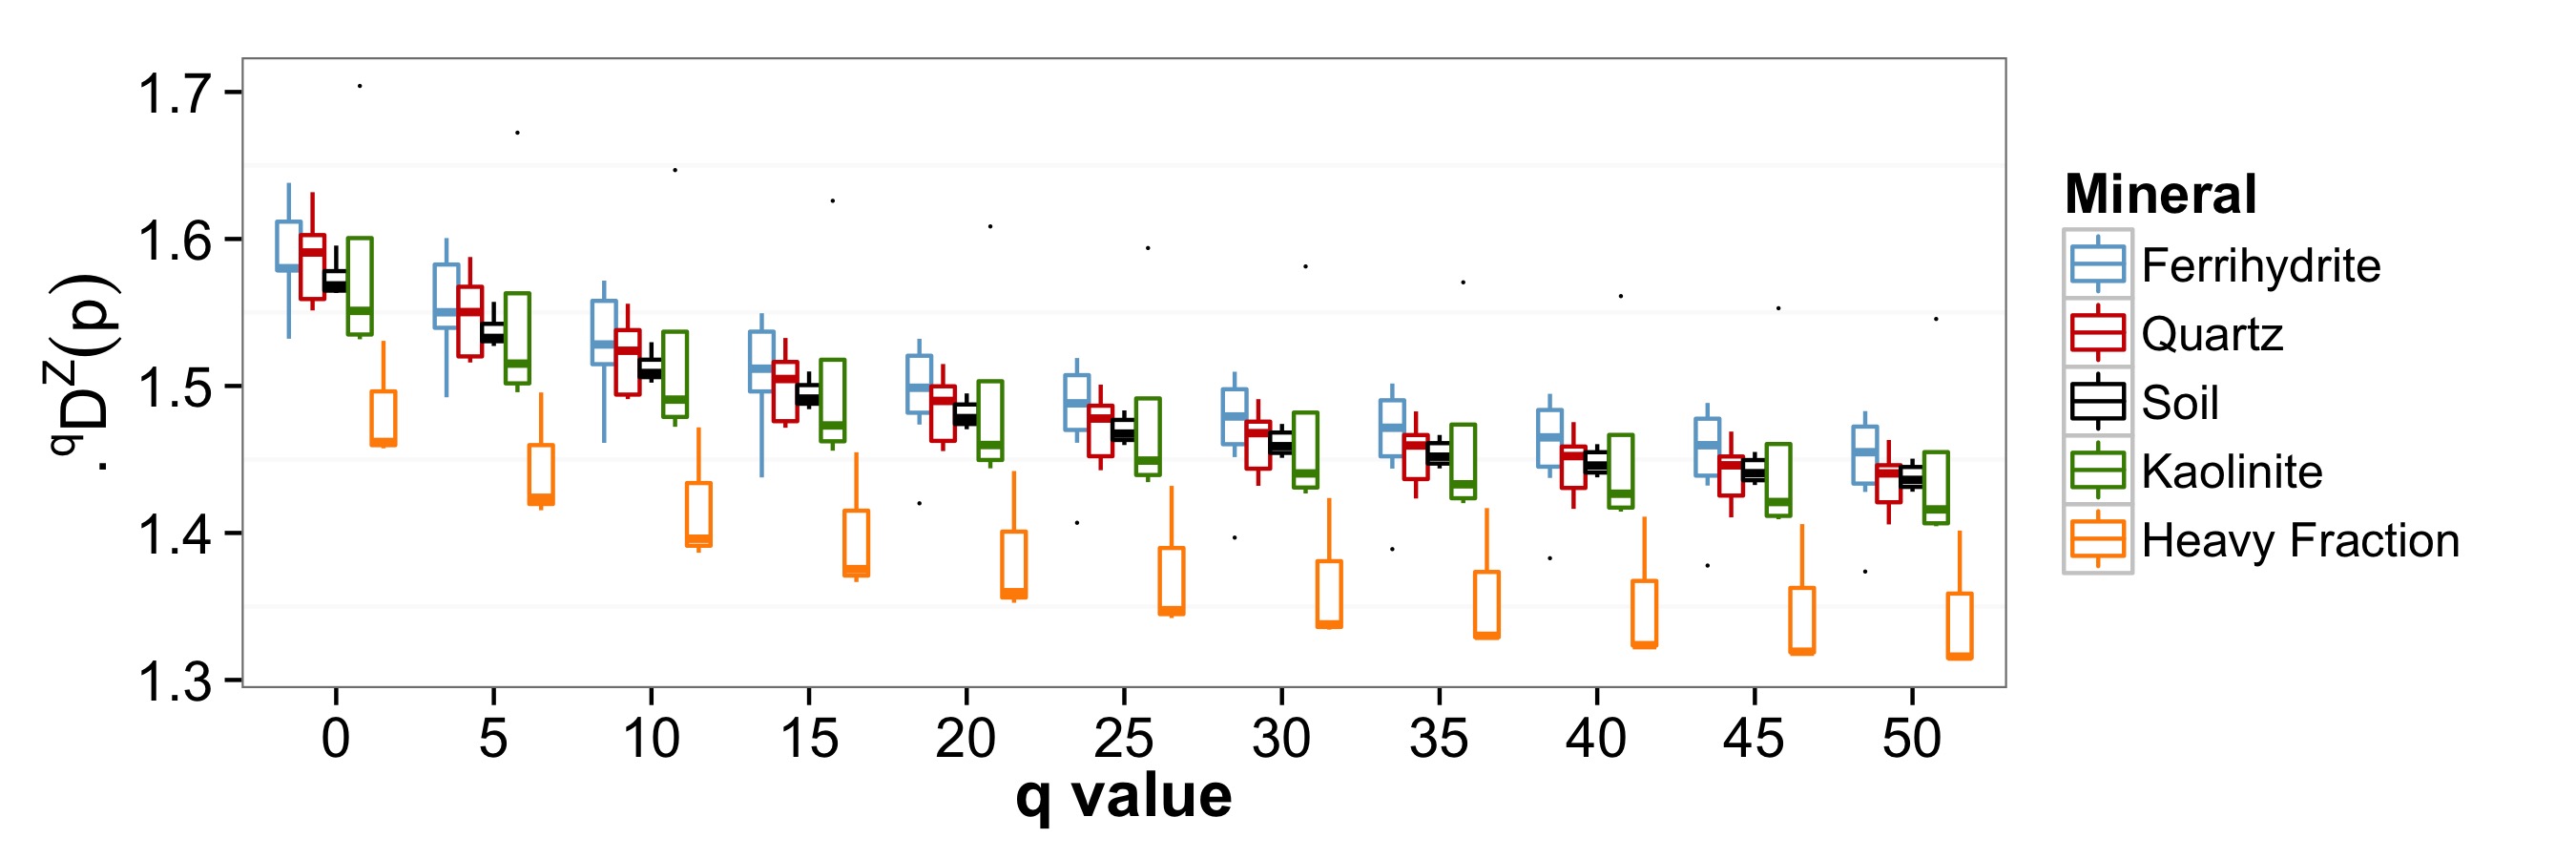 1.7
1.6
1.5
1.4
1.3
.qDZ(p)
0 5 10 15 20 25 30 35 40 45 50
q value
Mineral
Ferrihydrite
Quartz
Soil
Kaolinite
Heavy Fraction